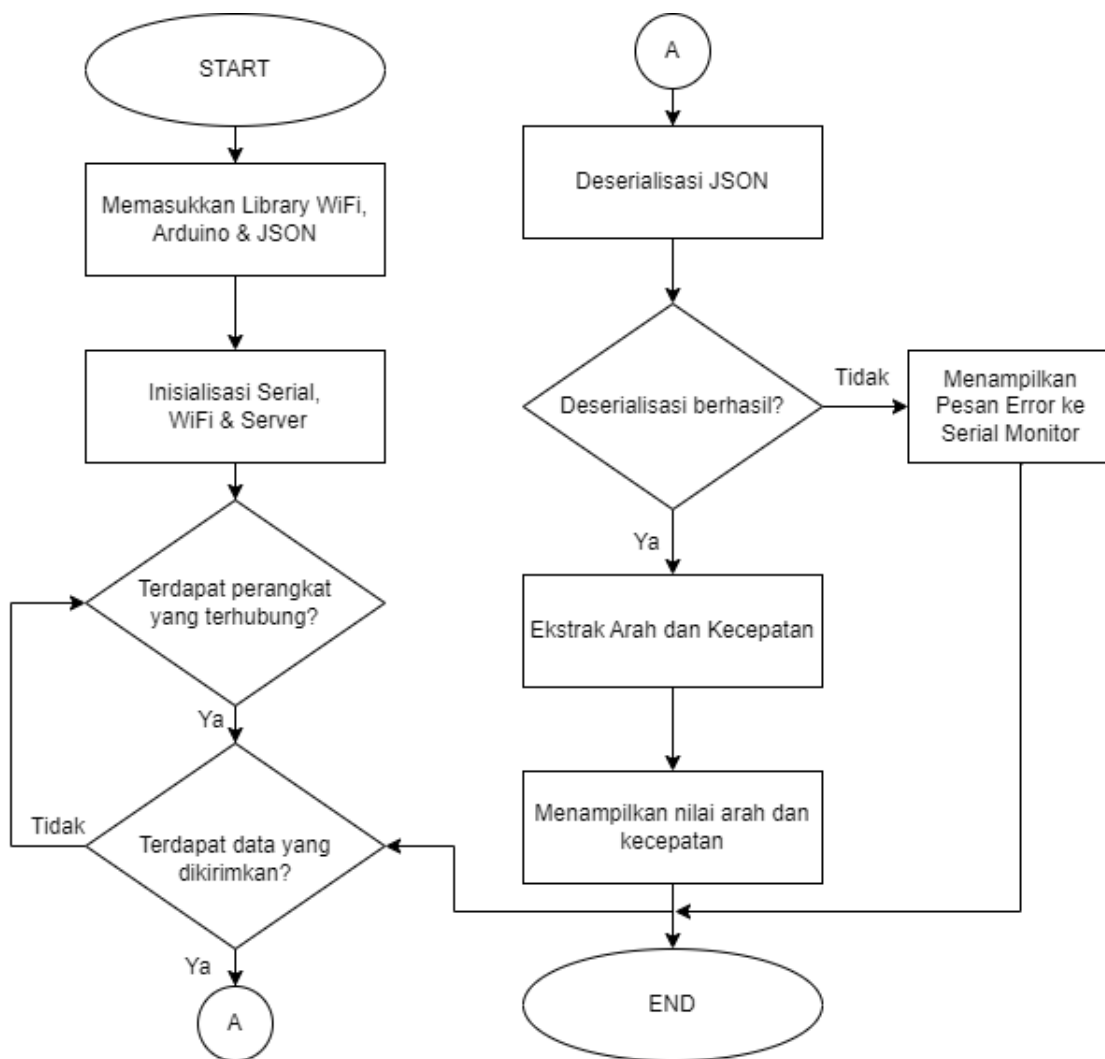 START
Memasukkan Library WiFi,
Arduino & JSON
Inisialisasi Serial,
WiFi & Server
Terdapat perangkat
yang terhubung?
Ya
Tidak
Terdapat data yang
dikirimkan?
Ya
A
A
Deserialisasi JSON
Deserialisasi berhasil?
Tidak
Menampilkan
Pesan Error ke
Serial Monitor
Ya
Ekstrak Arah dan Kecepatan
Menampilkan nilai arah dan
kecepatan
END